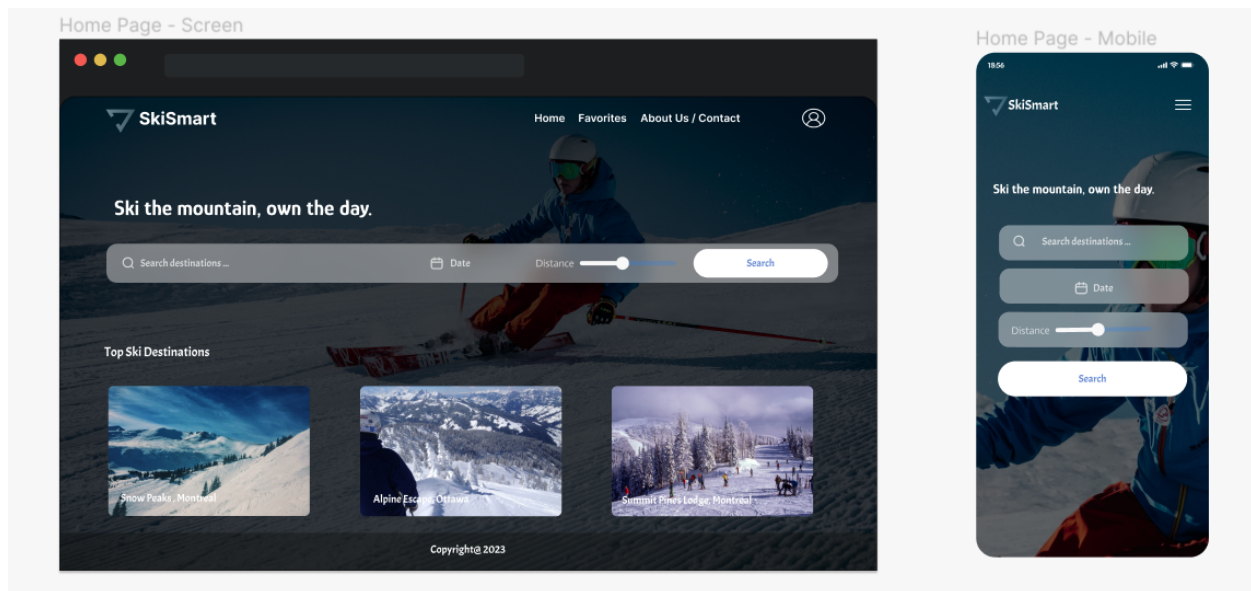 Home Page - Screen
SkiSmart
Home Favorites About Us / Contact
Ski the mountain, own the day.
Search destinations ...
Date
Distance
Search
Top Ski Destinations
Snow Peaks , Montreal
Alpine Escape, Ottawa
Summit Pines Lodge, Montreal
Copyright@ 2023
Home Page - Mobile
1856
SkiSmart
Ski the mountain, own the day.
Search destinations ...
Date
Distance
Search